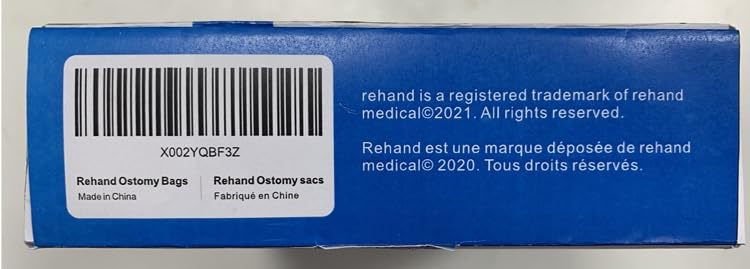 X002YQBF3Z
Rehand Ostomy Bags
Made in China
Rehand Ostomy sacs
Fabriqué en Chine
rehand is a registered trademark of rehand
medical©2021. All rights reserved.
Rehand est une marque déposée de rehand
medical© 2020. Tous droits réservés.